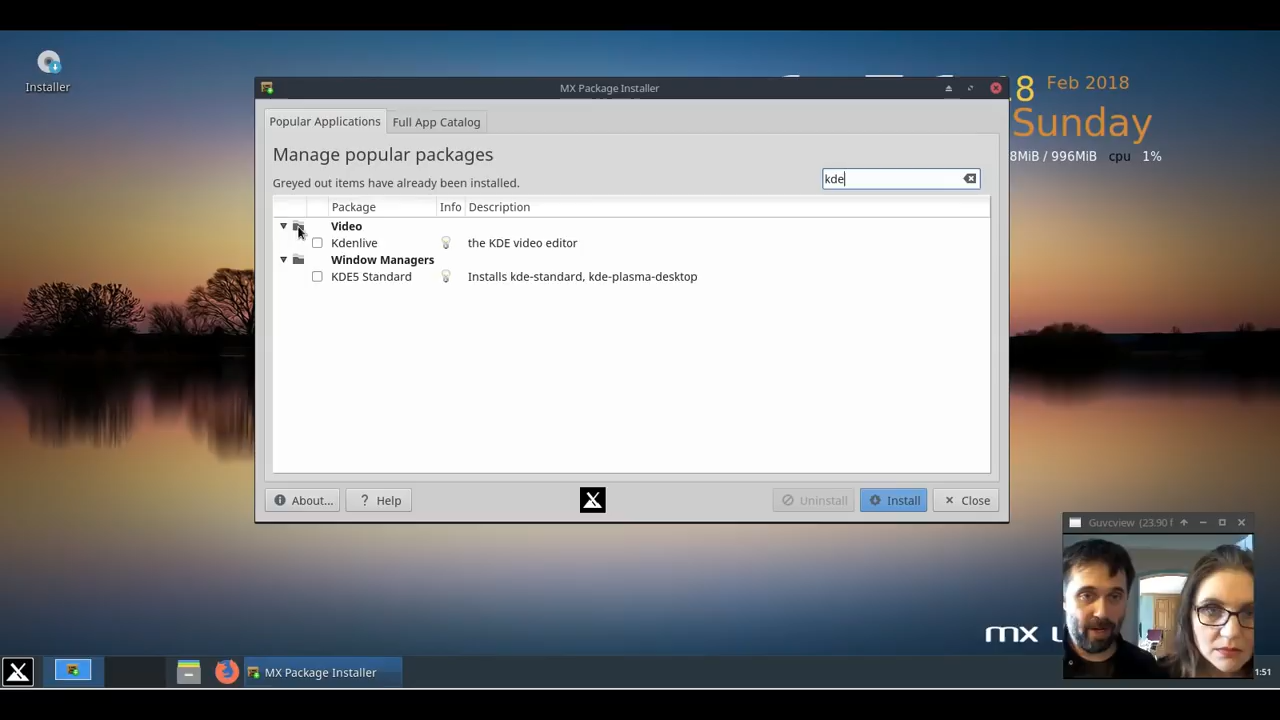 Installer
8 Feb 2018
Sunday
8MiB / 996MiB cpu 1%
MX Package Installer
Popular Applications
Full App Catalog
Manage popular packages
Greyed out items have already been installed.
kde
Package Info Description
Video
Kdenlive the KDE video editor
Window Managers
KDE5 Standard Installs kde-standard, kde-plasma-desktop
About...
? Help
Uninstall
Install
Close
Guvcview (23.90 f
mx
MX Package Installer
1:51